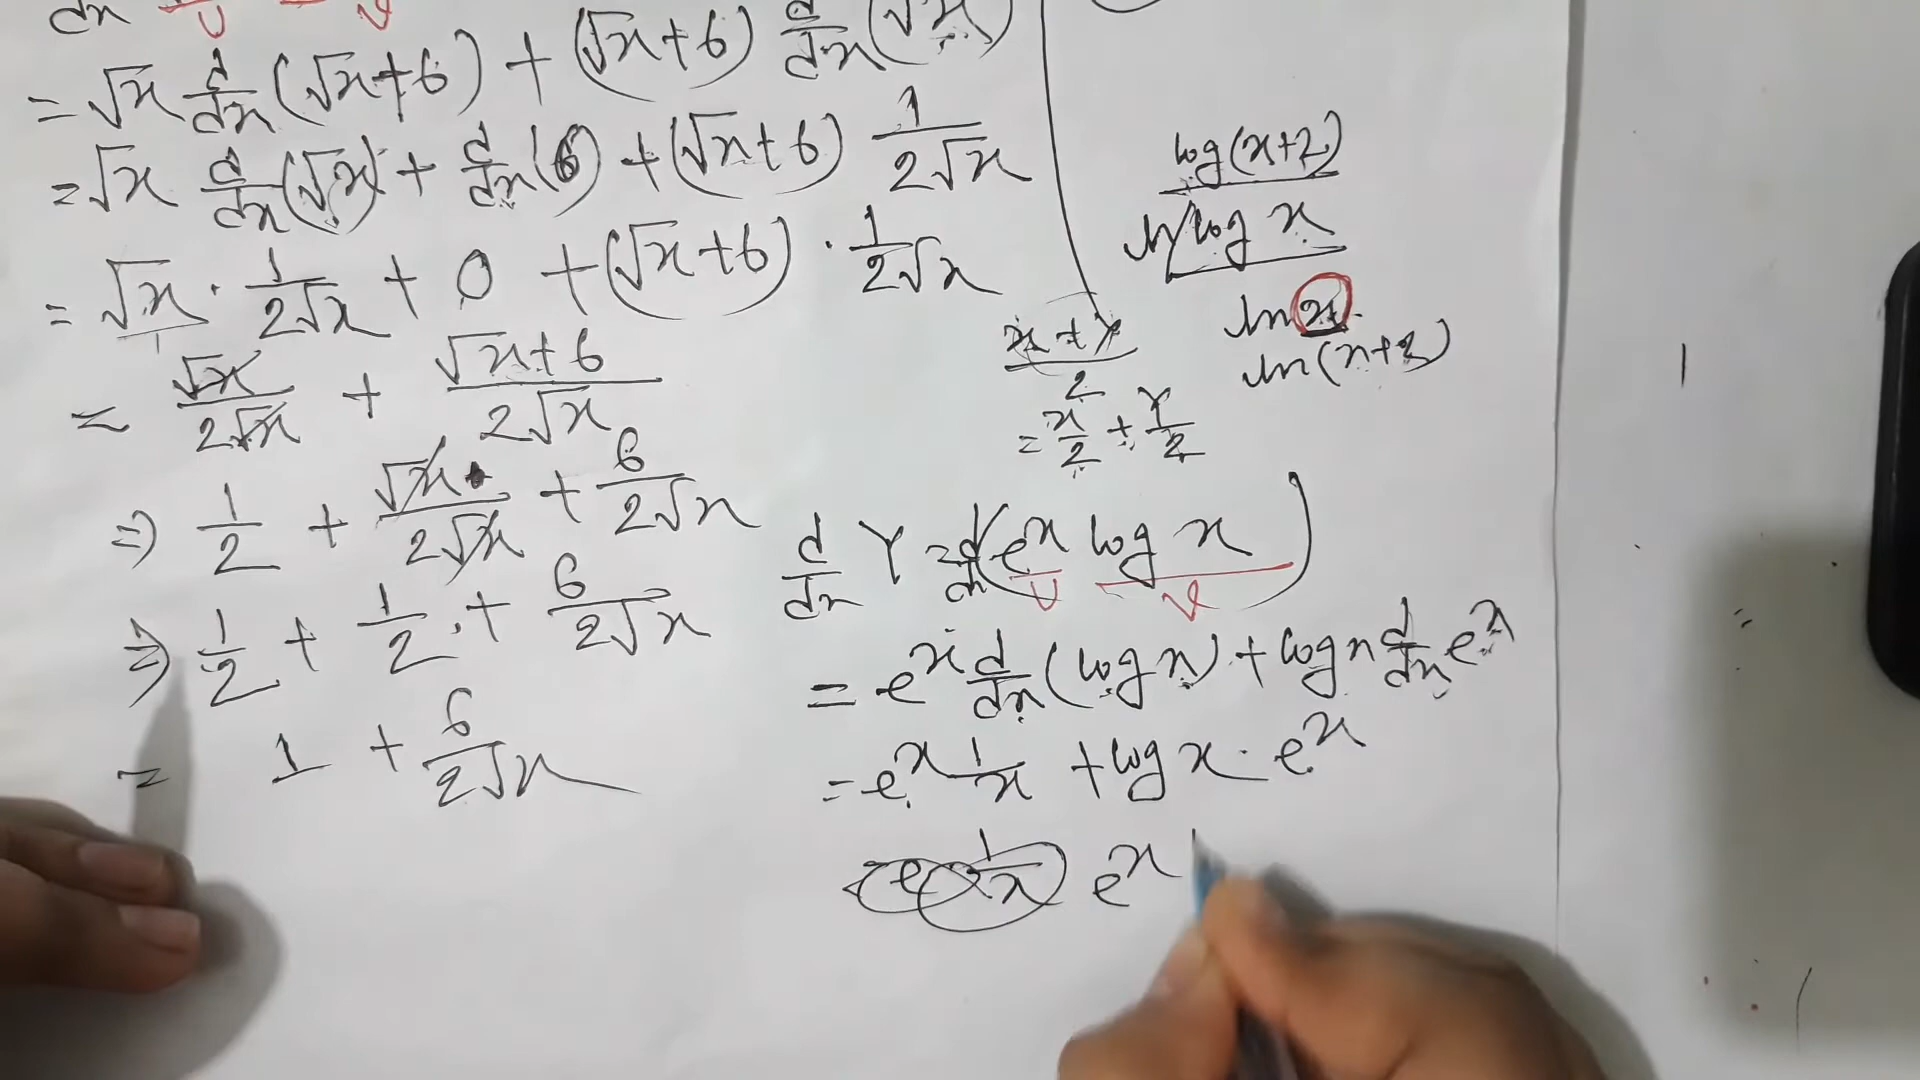 dx U V
= √x d/dx (√x+6) + (√x+6) d/dx (√x)
= √x d/dx (√x) + d/dx (6) + (√x+6) 1/2√x
= √x · 1/2√x + 0 + (√x+6) · 1/2√x
= √x/2√x + √x+6/2√x
⇒ 1/2 + √x/2√x + 6/2√x
⇒ 1/2 + 1/2 + 6/2√x
= 1 + 6/2√x
log(x+2)
log x
ln x
x+y/2
= x/2 + y/2
d/dx Y = d/dx (e^x log x)
U V
= e^x d/dx (log x) + log x d/dx e^x
= e^x 1/x + log x · e^x
e^x